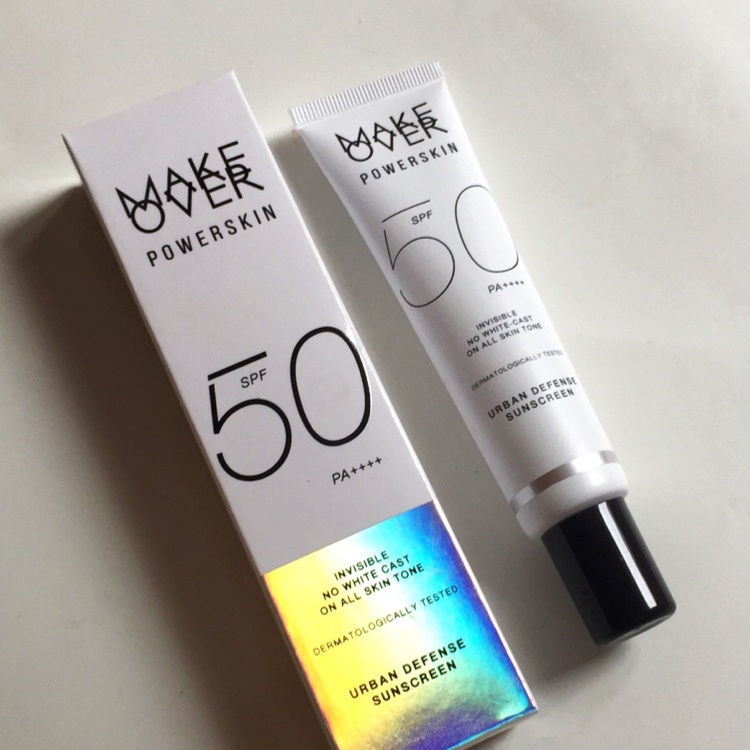 MAKE
OVER
POWERSKIN
SPF
50
PA++++
INVISIBLE
NO WHITE CAST
ON ALL SKIN TONE
DERMATOLOGICALLY TESTED
URBAN DEFENSE
SUNSCREEN
MAKE
OVER
POWERSKIN
SPF
50
PA++++
INVISIBLE
NO WHITE-CAST
ON ALL SKIN TONE
DERMATOLOGICALLY TESTED
URBAN DEFENSE
SUNSCREEN